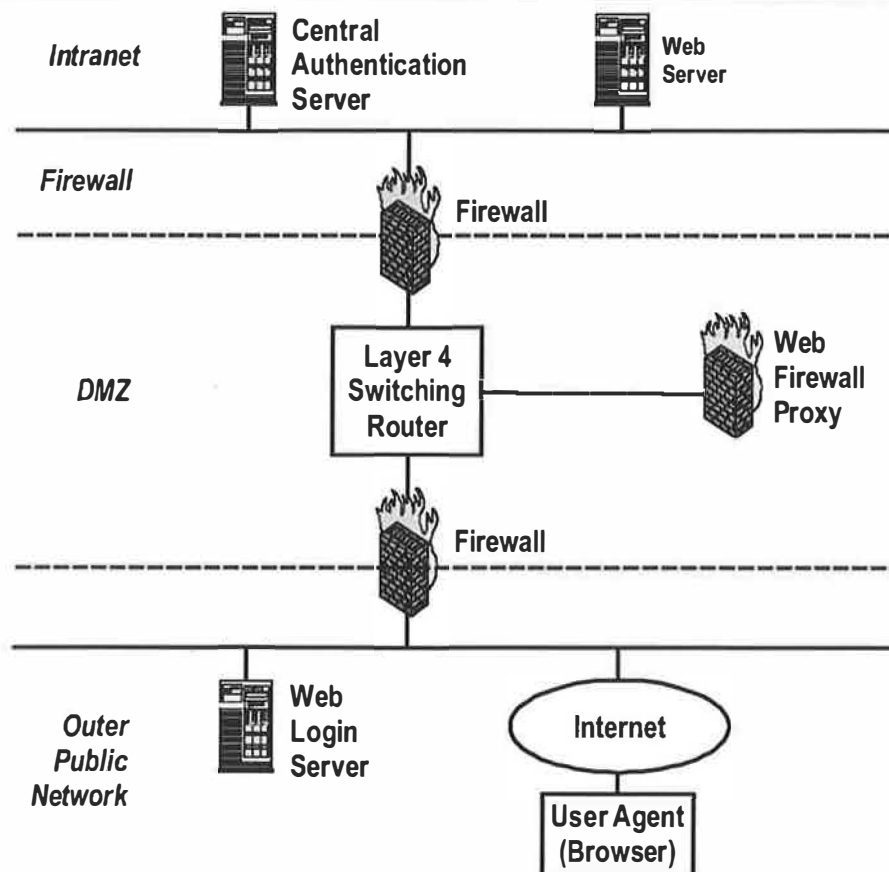 Intranet
Central
Authentication
Server
Web
Server
Firewall
Firewall
DMZ
Layer 4
Switching
Router
Web
Firewall
Proxy
Firewall
Outer
Public
Network
Web
Login
Server
Internet
User Agent
(Browser)